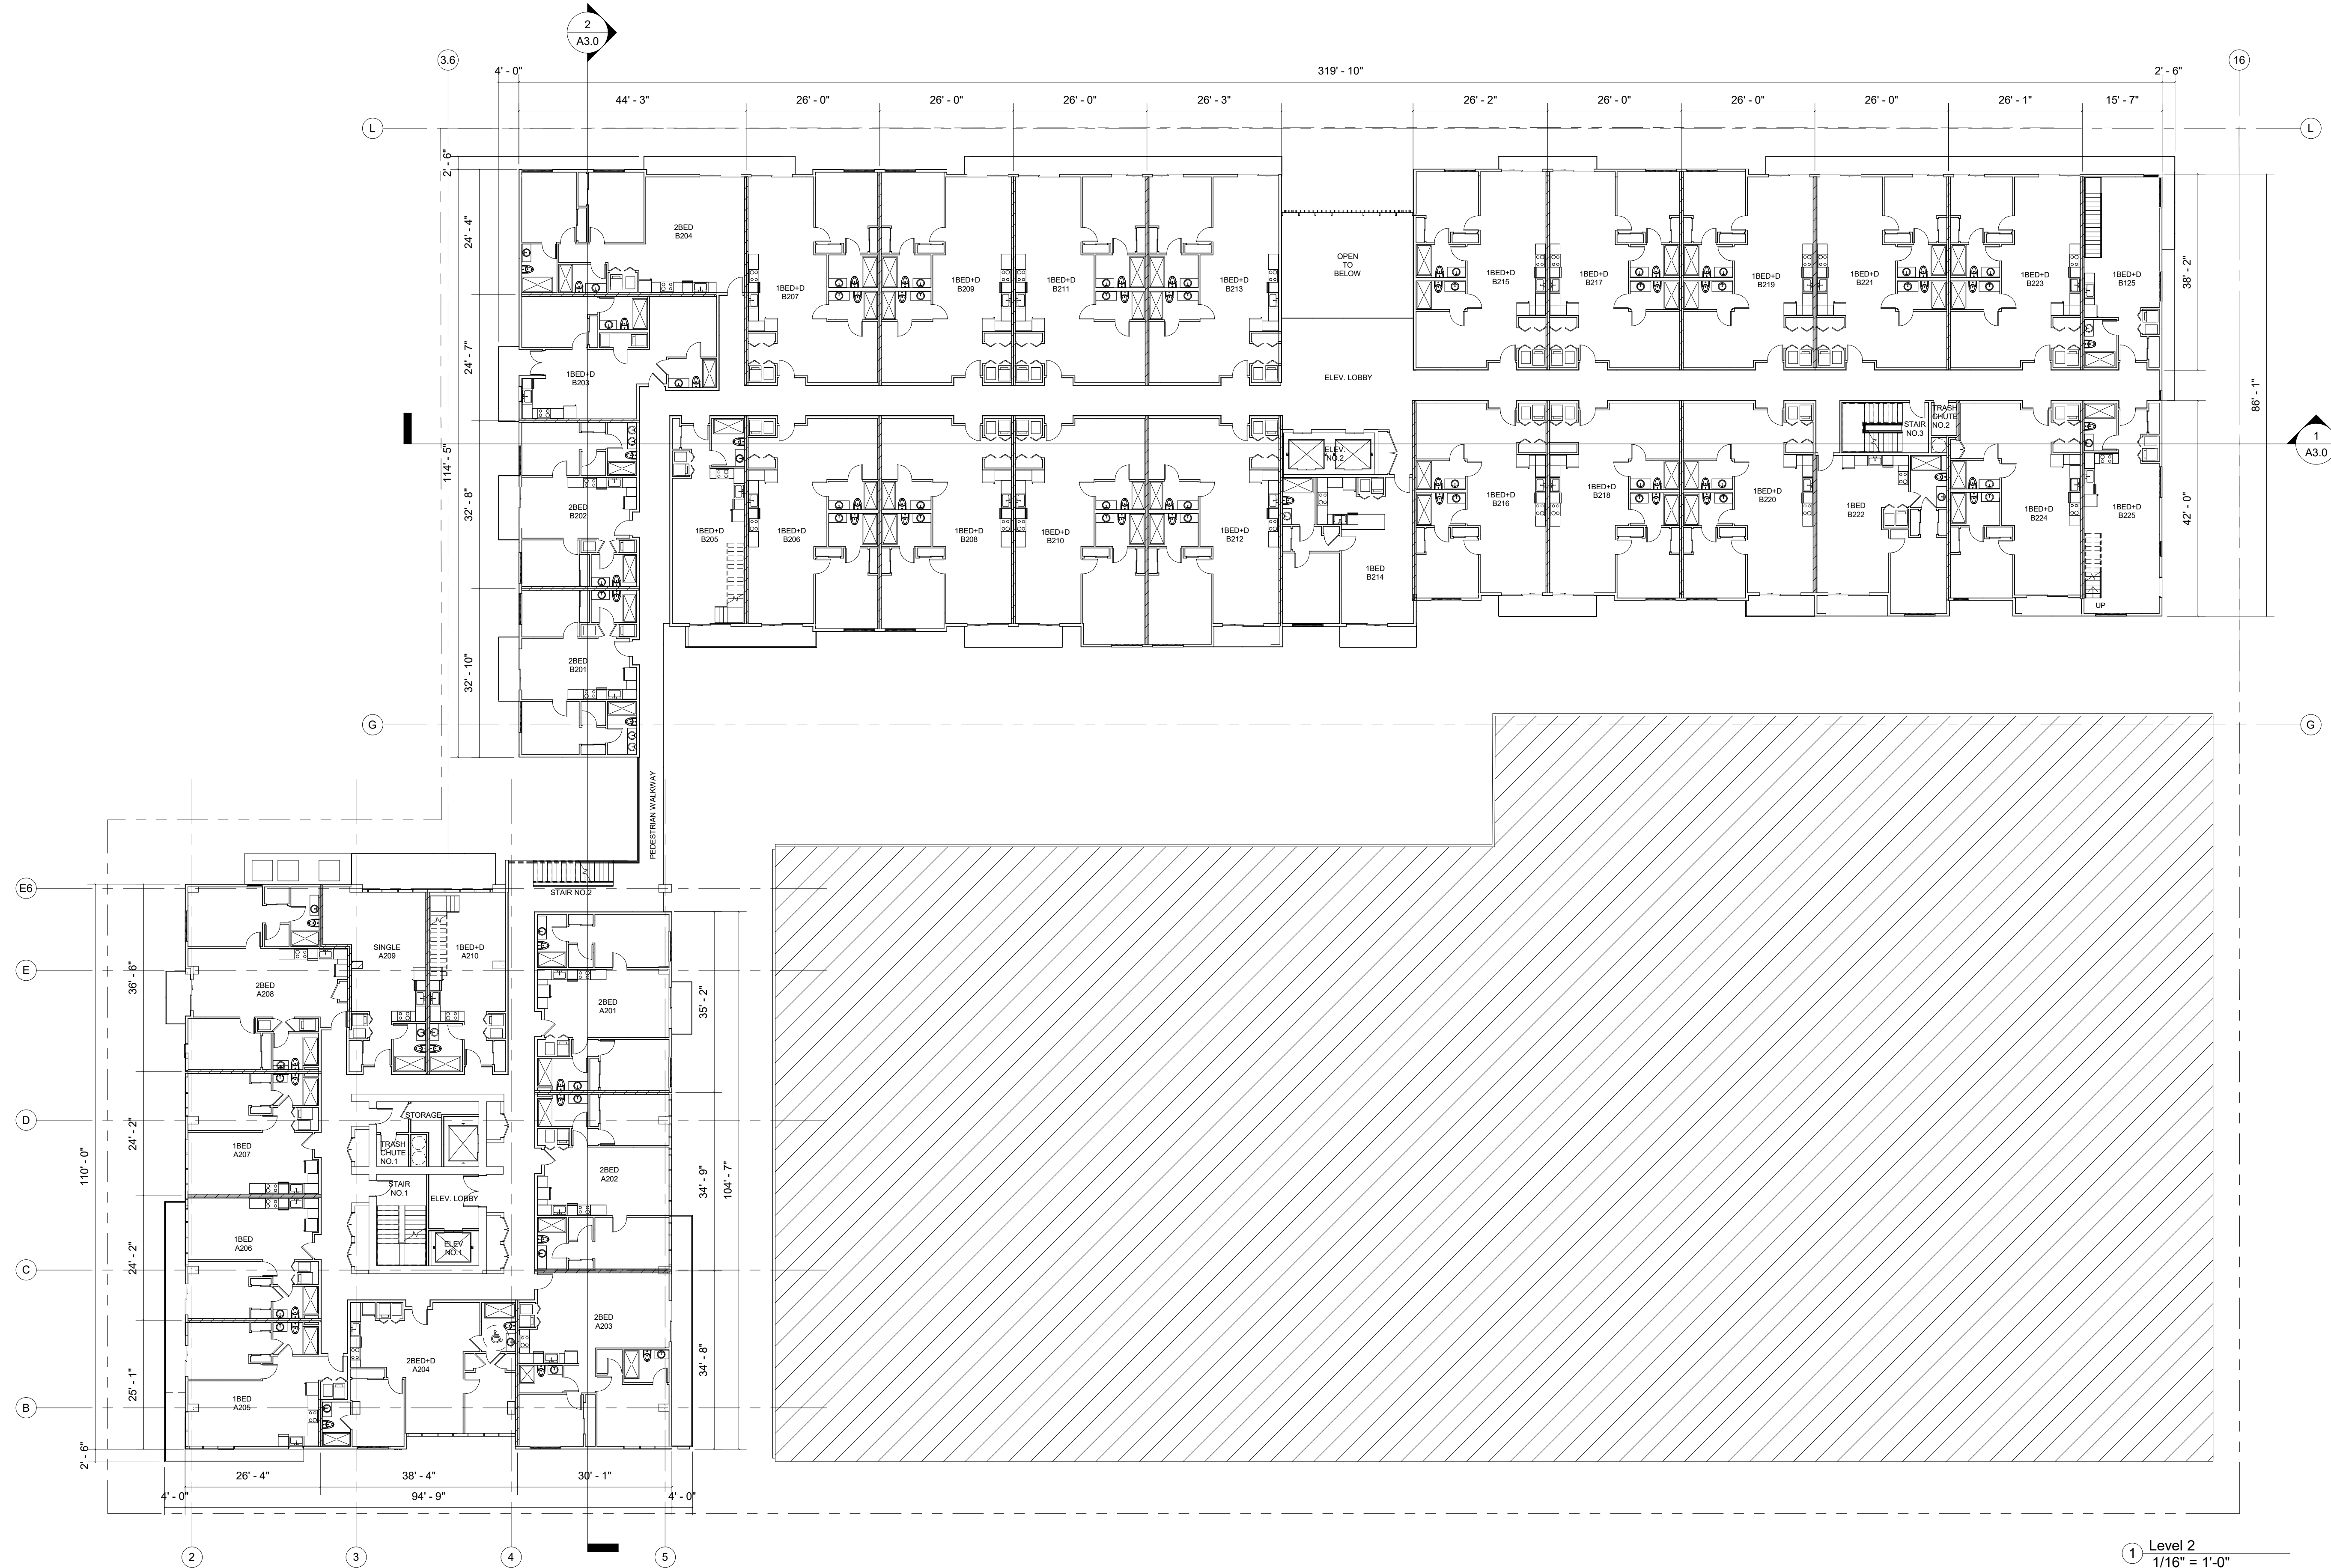 2
A3.0
3.6
16
4' - 0"
319' - 10"
2' - 6"
44' - 3"
26' - 0"
26' - 0"
26' - 0"
26' - 3"
26' - 2"
26' - 0"
26' - 0"
26' - 0"
26' - 1"
15' - 7"
L
L
2' - 6"
24' - 4"
24' - 7"
114' - 5"
32' - 8"
32' - 10"
38' - 2"
86' - 1"
42' - 0"
2BED
B204
1BED+D
B207
1BED+D
B209
1BED+D
B211
1BED+D
B213
OPEN
TO
BELOW
1BED+D
B215
1BED+D
B217
1BED+D
B219
1BED+D
B221
1BED+D
B223
1BED+D
B125
1BED+D
B203
ELEV. LOBBY
TRASH
CHUTE
NO.2
STAIR
NO.3
ELEV.
NO.2
1
A3.0
2BED
B202
1BED+D
B205
1BED+D
B206
1BED+D
B208
1BED+D
B210
1BED+D
B212
1BED
B214
1BED+D
B216
1BED+D
B218
1BED+D
B220
1BED
B222
1BED+D
B224
1BED+D
B225
UP
2BED
B201
G
G
PEDESTRIAN WALKWAY
STAIR NO.2
E6
E
D
C
B
110' - 0"
36' - 6"
24' - 2"
24' - 2"
25' - 1"
2' - 6"
SINGLE
A209
1BED+D
A210
2BED
A208
2BED
A201
35' - 2"
34' - 9"
104' - 7"
34' - 8"
STORAGE
TRASH
CHUTE
NO.1
1BED
A207
STAIR
NO.1
ELEV. LOBBY
2BED
A202
1BED
A206
ELEV
NO.1
2BED
A203
2BED+D
A204
1BED
A205
26' - 4"
38' - 4"
30' - 1"
4' - 0"
94' - 9"
4' - 0"
2
3
4
5
1
Level 2
1/16" = 1'-0"